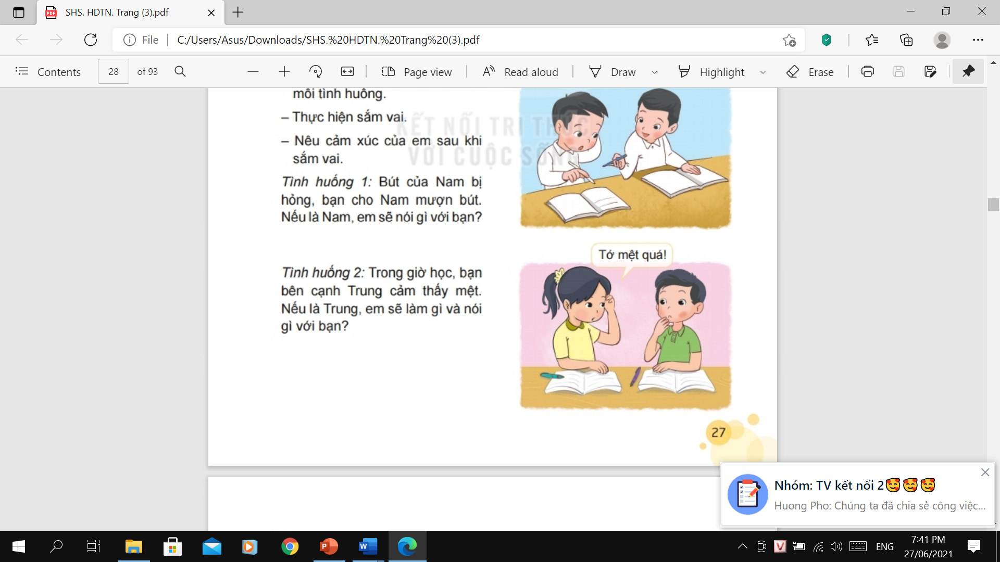 SHS. HDTN. Trang (3).pdf
File
C:/Users/Asus/Downloads/SHS.%20HDTN.%20Trang%20(3).pdf
Contents
28 of 93
Page view
Read aloud
Draw
Highlight
Erase
mỗi tình huống.
– Thực hiện sắm vai.
– Nêu cảm xúc của em sau khi
sắm vai.
KẾT NỐI TRI THỨC
VỚI CUỘC SỐNG
Tình huống 1: Bút của Nam bị
hỏng, bạn cho Nam mượn bút.
Nếu là Nam, em sẽ nói gì với bạn?
Tớ mệt quá!
Tình huống 2: Trong giờ học, bạn
bên cạnh Trung cảm thấy mệt.
Nếu là Trung, em sẽ làm gì và nói
gì với bạn?
27
Nhóm: TV kết nối 2🥰🥰🥰
Huong Pho: Chúng ta đã chia sẻ công việc...
ENG
7:41 PM
27/06/2021